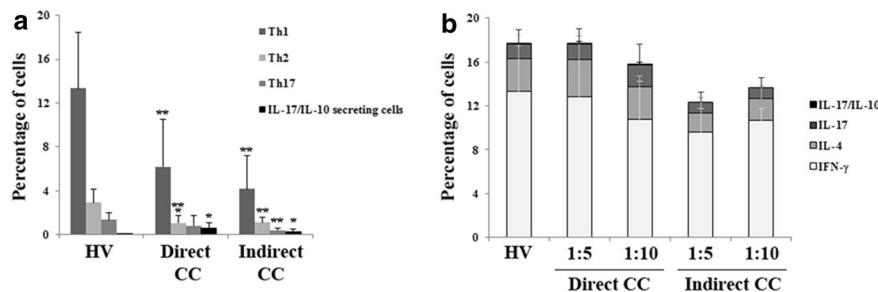 a
20
16
12
8
4
0
Percentage of cells
Th1
Th2
Th17
IL-17/IL-10 secreting cells
**
**
*
*
**
**
**
*
HV
Direct CC
Indirect CC
b
20
16
12
8
4
0
Percentage of cells
IL-17/IL-10
IL-17
IL-4
IFN-γ
HV
1:5
1:10
1:5
1:10
Direct CC
Indirect CC